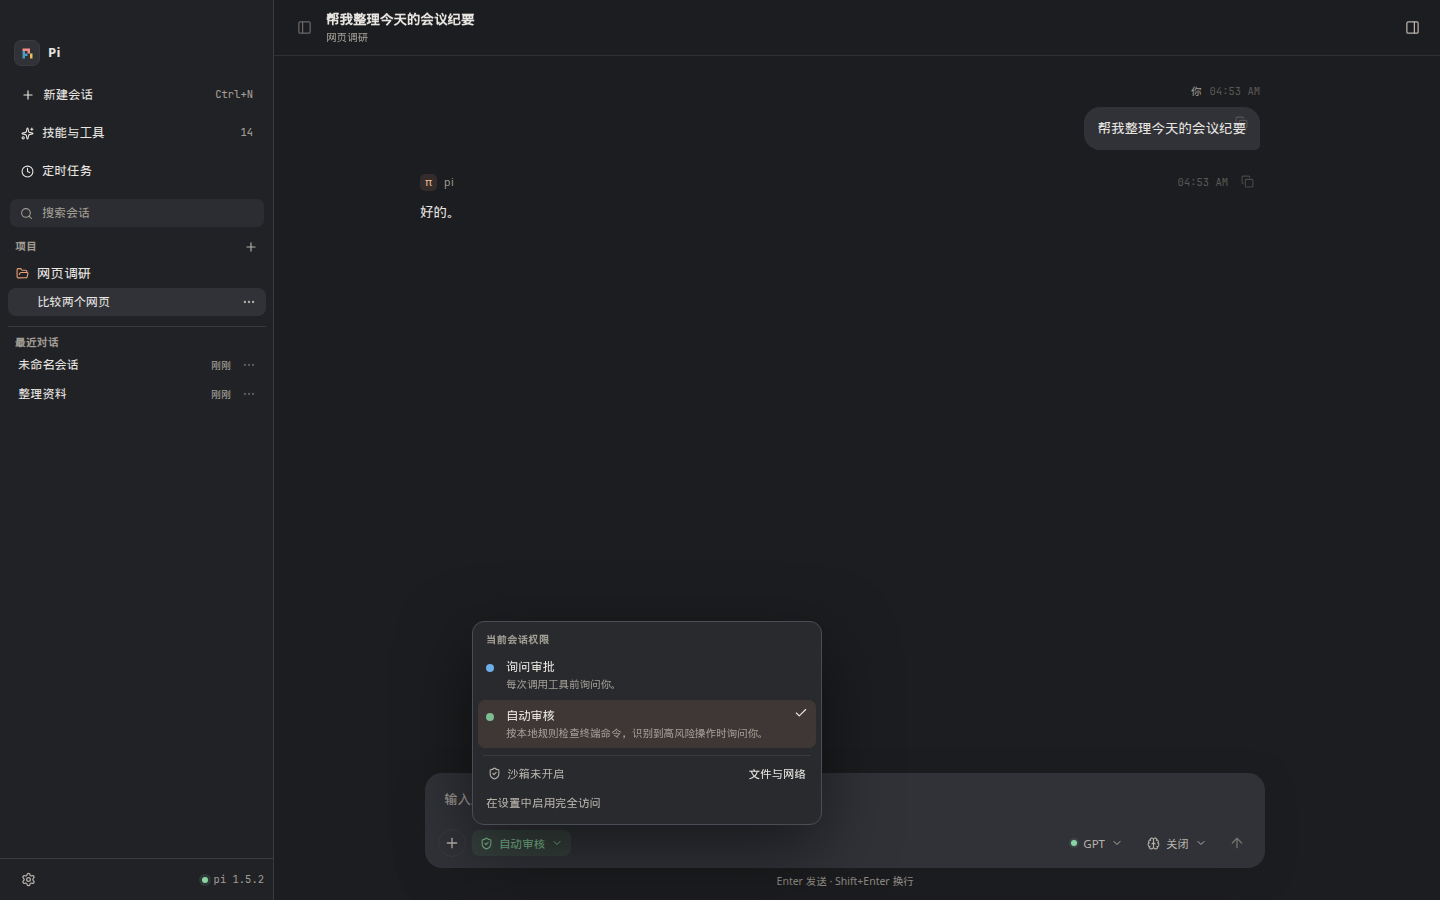 Pi
新建会话 Ctrl+N
技能与工具 14
定时任务
搜索会话
项目
网页调研
比较两个网页
最近对话
未命名会话 刚刚
整理资料 刚刚
pi 1.5.2
帮我整理今天的会议纪要
网页调研
你 04:53 AM
帮我整理今天的会议纪要
π pi 04:53 AM
好的。
当前会话权限
询问审批
每次调用工具前询问你。
自动审核
按本地规则检查终端命令，识别到高风险操作时询问你。
沙箱未开启 文件与网络
在设置中启用完全访问
输入
自动审核 GPT 关闭
Enter 发送 · Shift+Enter 换行